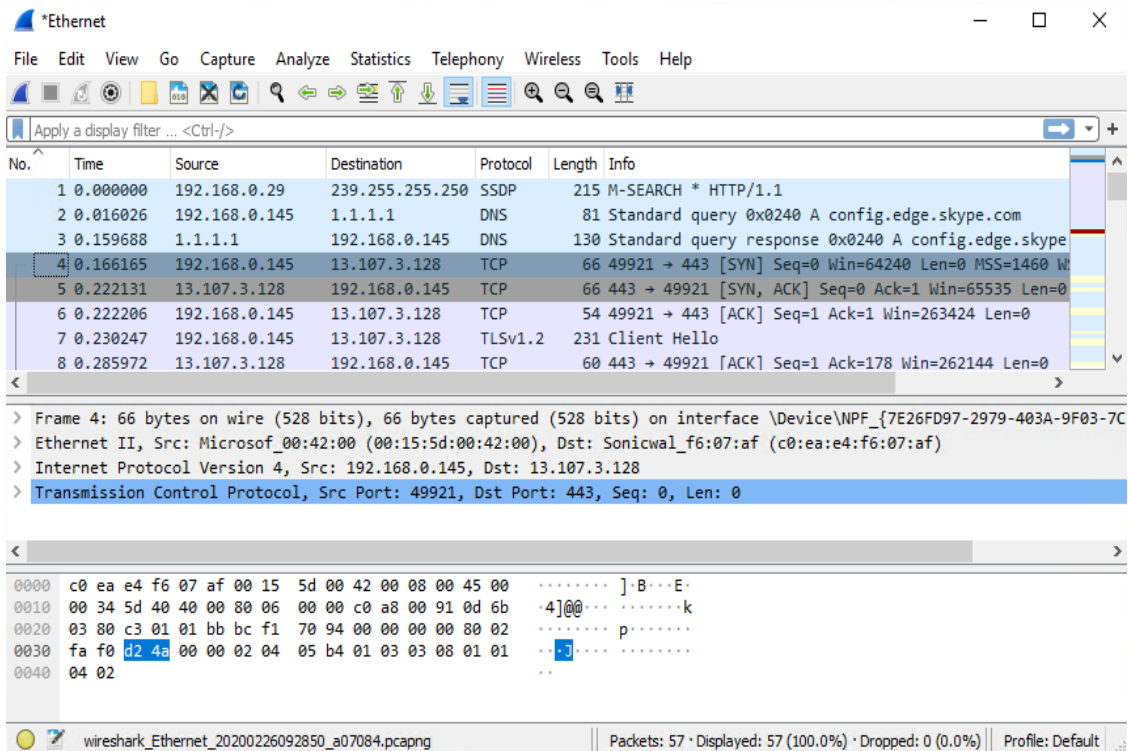 *Ethernet
File Edit View Go Capture Analyze Statistics Telephony Wireless Tools Help
Apply a display filter ... <Ctrl-/>
No. Time Source Destination Protocol Length Info
1 0.000000 192.168.0.29 239.255.255.250 SSDP 215 M-SEARCH * HTTP/1.1
2 0.016026 192.168.0.145 1.1.1.1 DNS 81 Standard query 0x0240 A config.edge.skype.com
3 0.159688 1.1.1.1 192.168.0.145 DNS 130 Standard query response 0x0240 A config.edge.skype
4 0.166165 192.168.0.145 13.107.3.128 TCP 66 49921 → 443 [SYN] Seq=0 Win=64240 Len=0 MSS=1460 W
5 0.222131 13.107.3.128 192.168.0.145 TCP 66 443 → 49921 [SYN, ACK] Seq=0 Ack=1 Win=65535 Len=0
6 0.222206 192.168.0.145 13.107.3.128 TCP 54 49921 → 443 [ACK] Seq=1 Ack=1 Win=263424 Len=0
7 0.230247 192.168.0.145 13.107.3.128 TLSv1.2 231 Client Hello
8 0.285972 13.107.3.128 192.168.0.145 TCP 60 443 → 49921 [ACK] Seq=1 Ack=178 Win=262144 Len=0
Frame 4: 66 bytes on wire (528 bits), 66 bytes captured (528 bits) on interface \Device\NPF_{7E26FD97-2979-403A-9F03-7C
Ethernet II, Src: Microsof_00:42:00 (00:15:5d:00:42:00), Dst: Sonicwal_f6:07:af (c0:ea:e4:f6:07:af)
Internet Protocol Version 4, Src: 192.168.0.145, Dst: 13.107.3.128
Transmission Control Protocol, Src Port: 49921, Dst Port: 443, Seq: 0, Len: 0
0000 c0 ea e4 f6 07 af 00 15 5d 00 42 00 08 00 45 00 ········ ]·B···E·
0010 00 34 5d 40 40 00 80 06 00 00 c0 a8 00 91 0d 6b ·4]@@··· ·······k
0020 03 80 c3 01 01 bb bc f1 70 94 00 00 00 00 80 02 ········ p·······
0030 fa f0 d2 4a 00 00 02 04 05 b4 01 03 03 08 01 01 ···J···· ········
0040 04 02 ··
wireshark_Ethernet_20200226092850_a07084.pcapng Packets: 57 · Displayed: 57 (100.0%) · Dropped: 0 (0.0%) Profile: Default